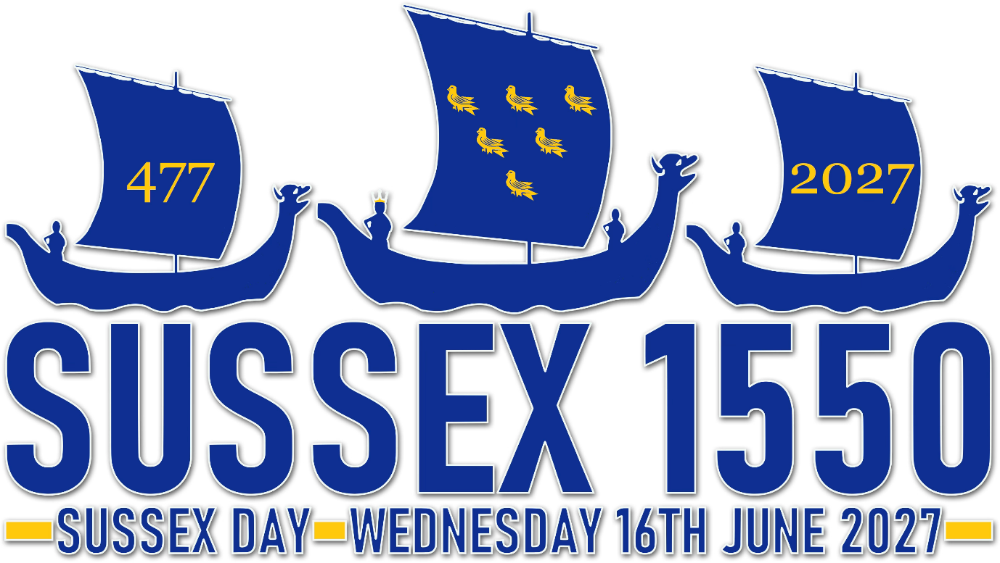 477
2027
SUSSEX 1550
SUSSEX DAY WEDNESDAY 16TH JUNE 2027